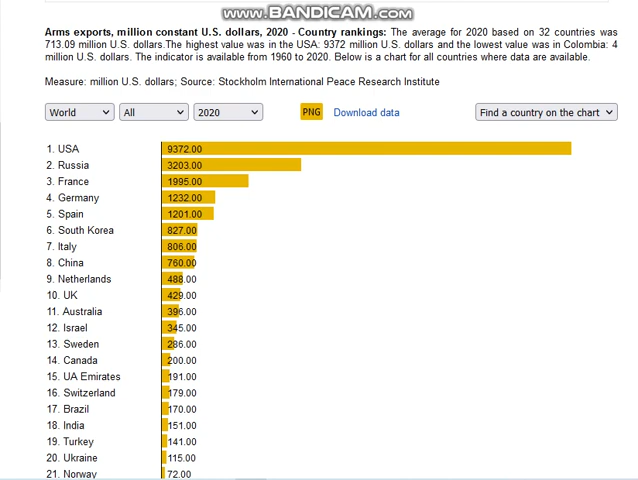 www.BANDICAM.com
Arms exports, million constant U.S. dollars, 2020 - Country rankings: The average for 2020 based on 32 countries was
713.09 million U.S. dollars.The highest value was in the USA: 9372 million U.S. dollars and the lowest value was in Colombia: 4
million U.S. dollars. The indicator is available from 1960 to 2020. Below is a chart for all countries where data are available.
Measure: million U.S. dollars; Source: Stockholm International Peace Research Institute
World All 2020 PNG Download data Find a country on the chart
1. USA 9372.00
2. Russia 3203.00
3. France 1995.00
4. Germany 1232.00
5. Spain 1201.00
6. South Korea 827.00
7. Italy 806.00
8. China 760.00
9. Netherlands 488.00
10. UK 429.00
11. Australia 396.00
12. Israel 345.00
13. Sweden 286.00
14. Canada 200.00
15. UA Emirates 191.00
16. Switzerland 179.00
17. Brazil 170.00
18. India 151.00
19. Turkey 141.00
20. Ukraine 115.00
21. Norway 72.00